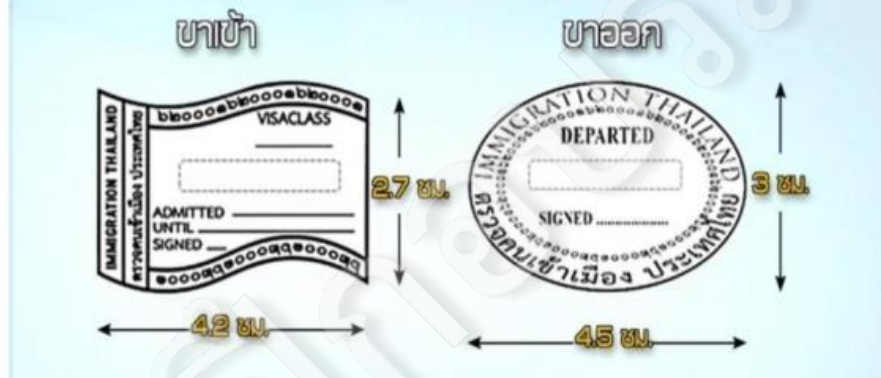 ขาเข้า
ขาออก
IMMIGRATION THAILAND
ตรวจคนเข้าเมือง ประเทศไทย
VISACLASS
ADMITTED
UNTIL
SIGNED
2.7 ซม.
4.2 ซม.
IMMIGRATION THAILAND
DEPARTED
SIGNED ....................
ตรวจคนเข้าเมือง ประเทศไทย
3 ซม.
4.5 ซม.